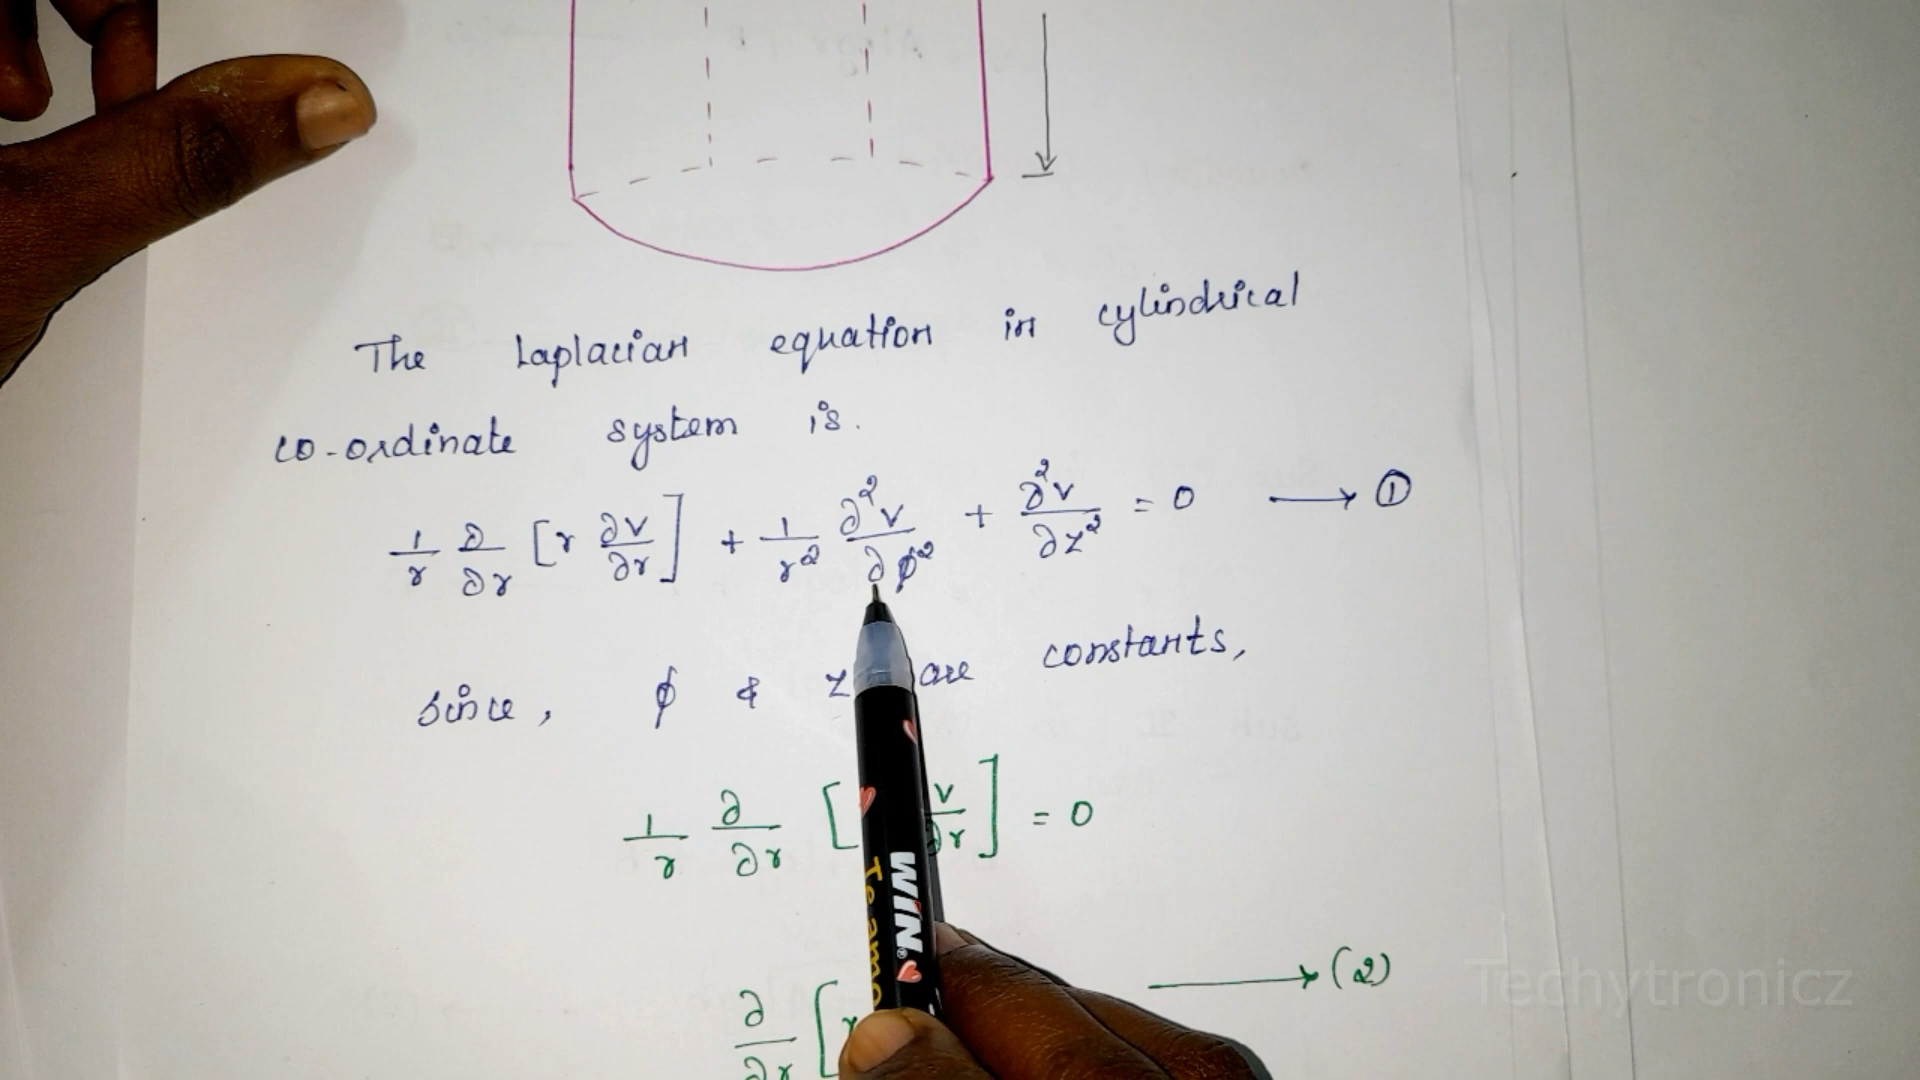 The Laplacian equation in cylindrical
co-ordinate system is.
1/r ∂/∂r [r ∂V/∂r] + 1/r² ∂²V/∂φ² + ∂²V/∂z² = 0 ⟶ ①
since, φ & z are constants,
1/r ∂/∂r [ V/∂r] = 0
∂/∂r [r ⟶ (2)
WIN
Techytronicz